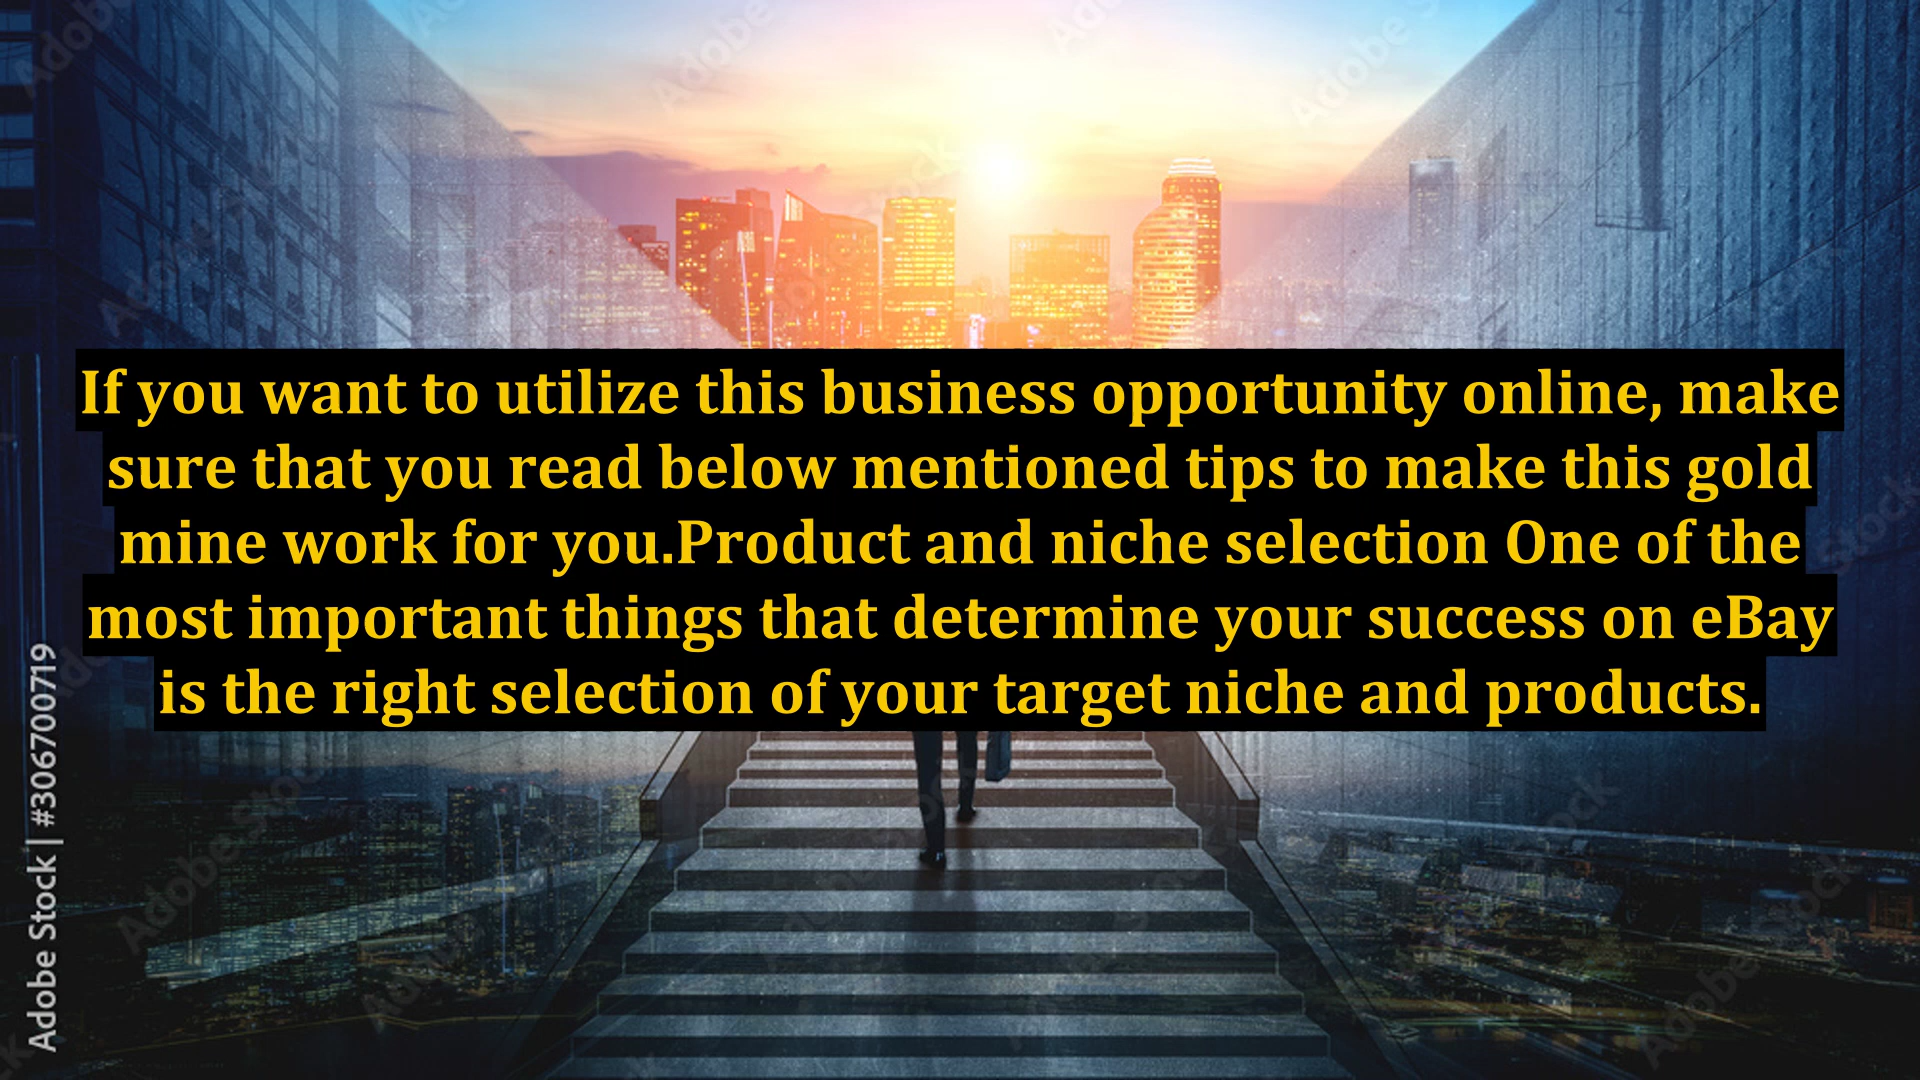 If you want to utilize this business opportunity online, make
sure that you read below mentioned tips to make this gold
mine work for you.Product and niche selection One of the
most important things that determine your success on eBay
is the right selection of your target niche and products.
Adobe Stock | #306700719